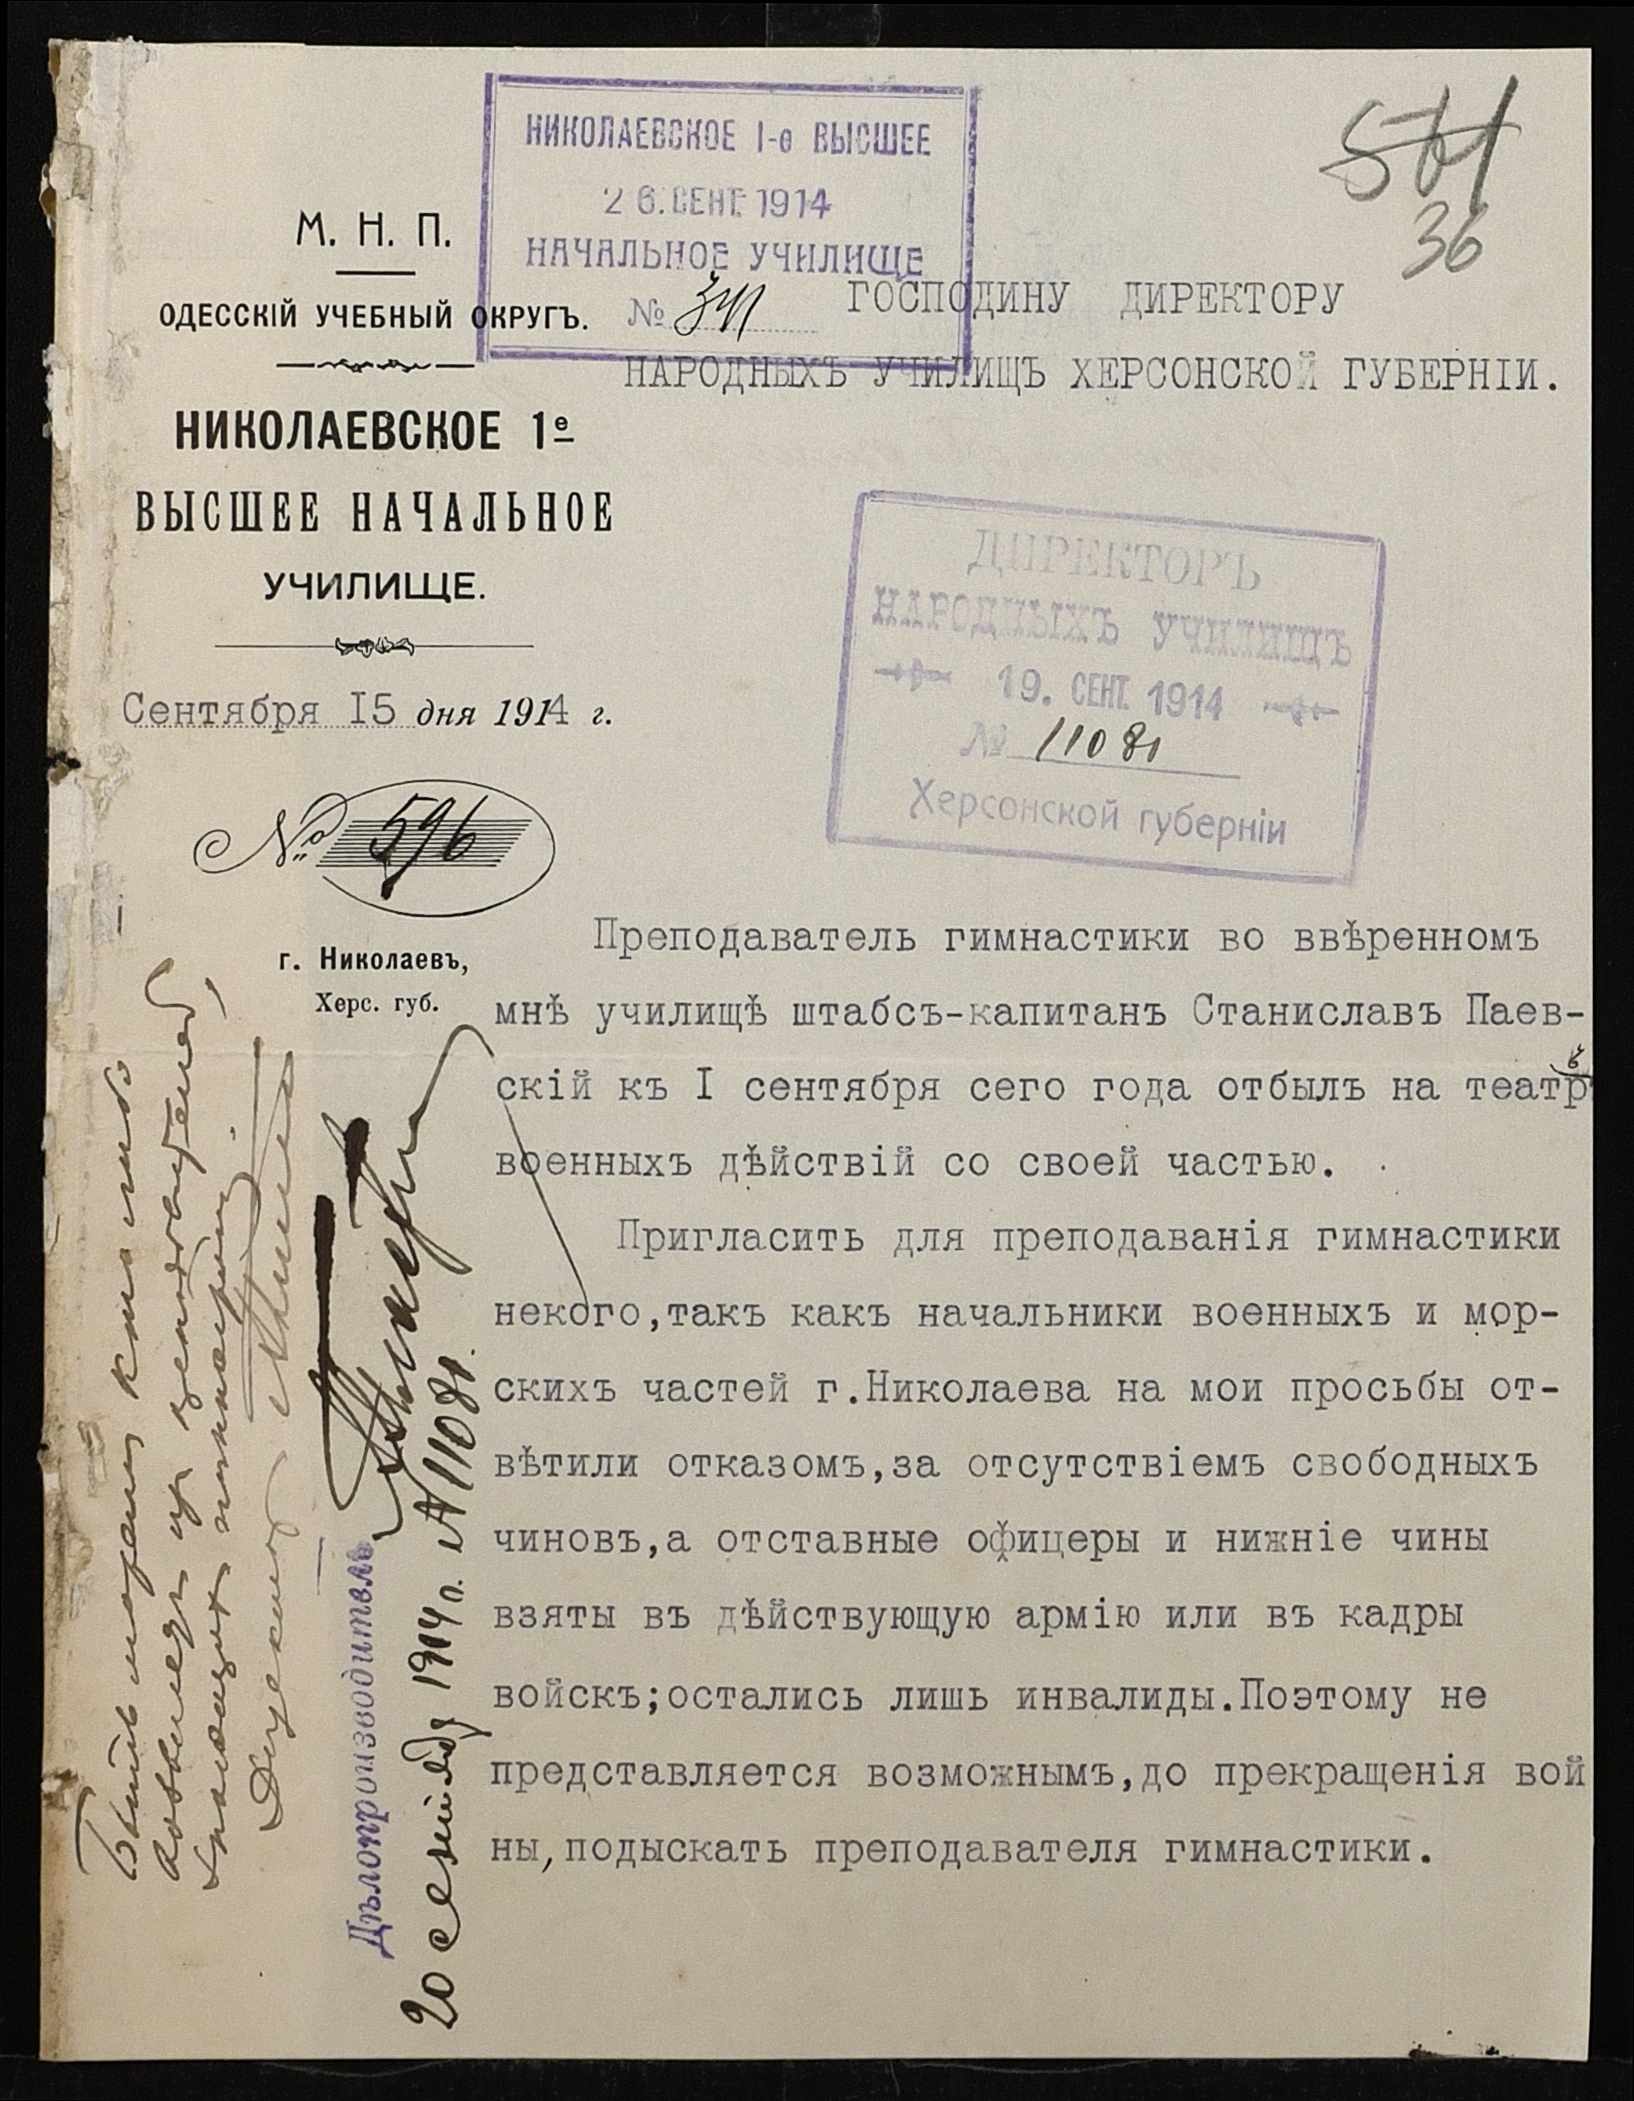 НИКОЛАЕВСКОЕ I-е ВЫСШЕЕ
26. СЕНТ. 1914
НАЧАЛЬНОЕ УЧИЛИЩЕ
№
36
М. Н. П.
ОДЕССКІЙ УЧЕБНЫЙ ОКРУГЪ.
НИКОЛАЕВСКОЕ 1е
ВЫСШЕЕ НАЧАЛЬНОЕ
УЧИЛИЩЕ.
Сентября I5 дня 1914 г.
№ 596
г. Николаевъ,
Херс. губ.
ГОСПОДИНУ ДИРЕКТОРУ
НАРОДНЫХЪ УЧИЛИЩЪ ХЕРСОНСКОЙ ГУБЕРНІИ.
ДИРЕКТОРЪ
НАРОДНЫХЪ УЧИЛИЩЪ
19. СЕНТ. 1914
№ 11081
Херсонской губерніи
Преподаватель гимнастики во ввѣренномъ
мнѣ училищѣ штабсъ-капитанъ Станиславъ Паев-
скій къ I сентября сего года отбылъ на театръ
военныхъ дѣйствій со своей частью.
Пригласить для преподаванія гимнастики
некого,такъ какъ начальники военныхъ и мор-
скихъ частей г.Николаева на мои просьбы от-
вѣтили отказомъ,за отсутствіемъ свободныхъ
чиновъ,а отставные офицеры и нижніе чины
взяты въ дѣйствующую армію или въ кадры
войскъ;остались лишь инвалиды.Поэтому не
представляется возможнымъ,до прекращенія вой
ны,подыскать преподавателя гимнастики.
Быть можетъ кто либо
Дѣлопроизводитель
20 сентября 1914 г. № 11081.